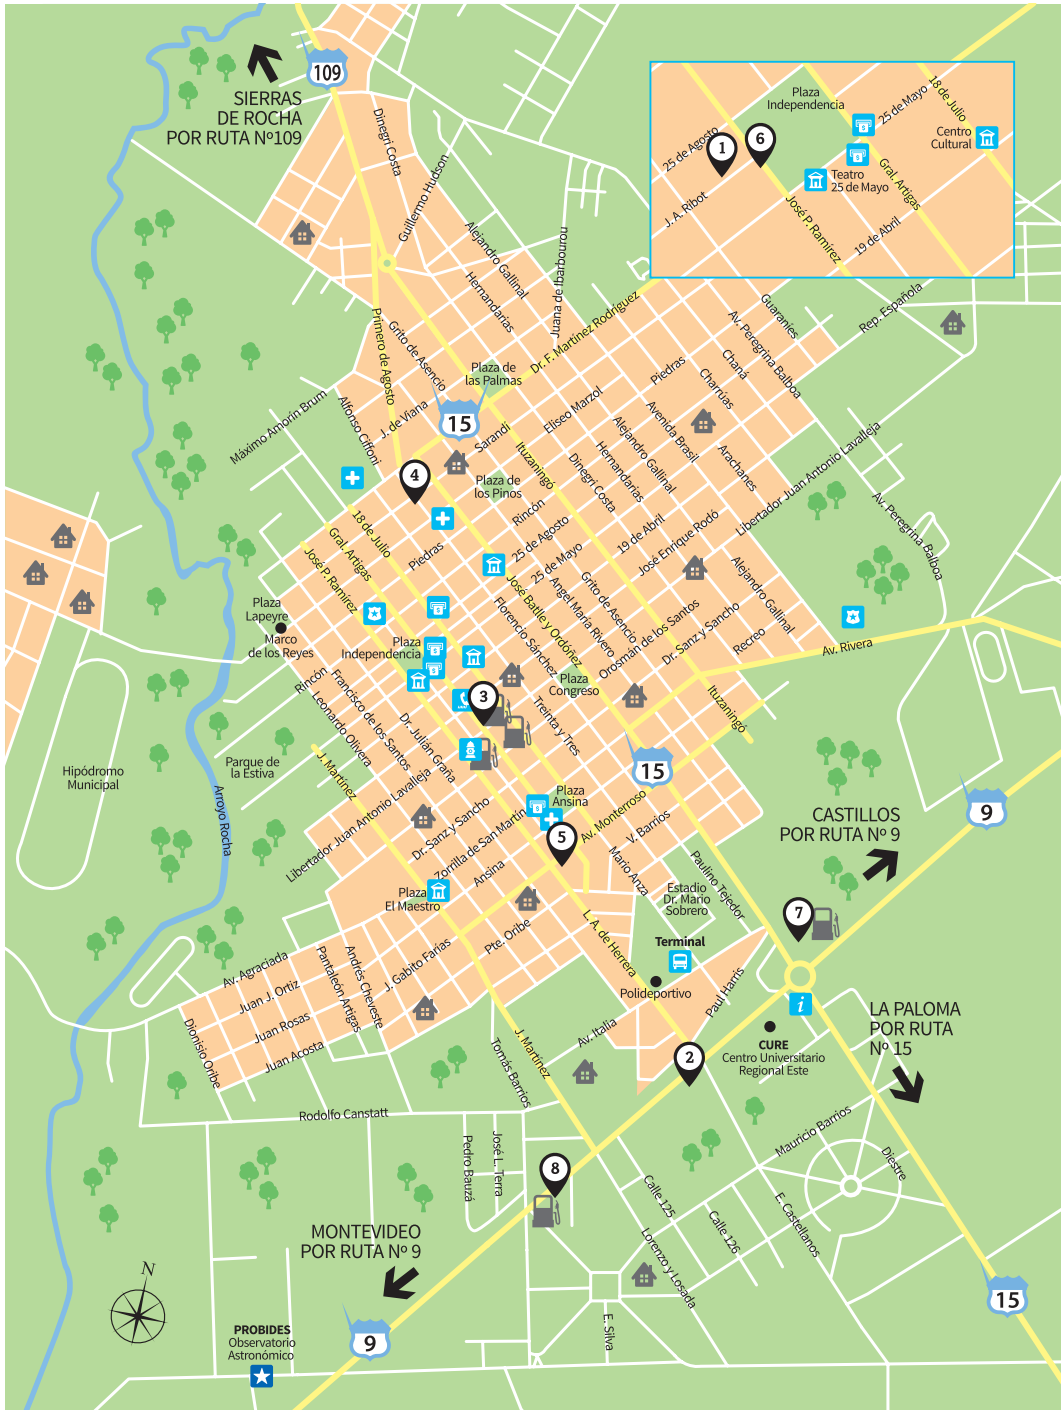 109
SIERRAS
DE ROCHA
POR RUTA Nº109
Dinegri Costa
Guillermo Hudson
Plaza
Independencia
25 de Mayo
18 de Julio
Centro
Cultural
25 de Agosto
1
6
Teatro
25 de Mayo
Gral. Artigas
J. A. Ribot
José P. Ramírez
19 de Abril
Alejandro Gallinal
Hernandarias
Juana de Ibarbourou
Dr. F. Martínez Rodríguez
Guaraníes
Av. Peregrina Balboa
Rep. Española
Primero de Agosto
Grito de Asencio
Plaza de
las Palmas
Piedras
Chaná
Charrúas
Máximo Amorin Brum
Alfonso Ciffoni
J. de Viana
15
Sarandi
Eliseo Marzol
Avenida Brasil
Alejandro Gallinal
Hernandarias
Dinegri Costa
Arachanes
Libertador Juan Antonio Lavalleja
Ituzaningó
4
Plaza de
los Pinos
Rincón
25 de Agosto
25 de Mayo
19 de Abril
José Enrique Rodó
Av. Peregrina Balboa
18 de Julio
Gral. Artigas
José P. Ramírez
Piedras
José Batlle y Ordóñez
Angel María Rivero
Grito de Asencio
Florencio Sánchez
Alejandro Gallinal
Orosmán de los Santos
Dr. Sanz y Sancho
Recreo
Av. Rivera
Plaza
Lapeyre
Marco
de los Reyes
Plaza
Independencia
Plaza
Congreso
Ituzaningó
Rincón
Francisco de los Santos
Leonardo Olivera
Dr. Julián Graña
3
Treinta y Tres
J. Martínez
Parque de
la Estiva
Hipódromo
Municipal
Arroyo Rocha
15
9
Libertador Juan Antonio Lavalleja
Dr. Sanz y Sancho
Zorrilla de San Martín
Ansina
Plaza
Ansina
Av. Monterroso
V. Barrios
5
CASTILLOS
POR RUTA Nº 9
Mario Anza
Paulino Tejedor
Plaza
El Maestro
Estadio
Dr. Mario
Sobrero
7
Pte. Oribe
L. A. de Herrera
Terminal
Polideportivo
Paul Harris
i
Av. Agraciada
Juan J. Ortiz
Juan Rosas
Juan Acosta
Pantaleón Artigas
Andrés Cheveste
J. Gabito Farías
Dionisio Oribe
LA PALOMA
POR RUTA
Nº 15
CURE
Centro Universitario
Regional Este
Av. Italia
2
J. Martínez
Tomás Barrios
Rodolfo Canstatt
Pedro Bauzá
José L. Terra
Mauricio Barrios
Diestre
8
Calle 125
Calle 126
E. Castellanos
Lorenzo y Losada
E. Silva
MONTEVIDEO
POR RUTA Nº 9
N
9
15
PROBIDES
Observatorio
Astronómico